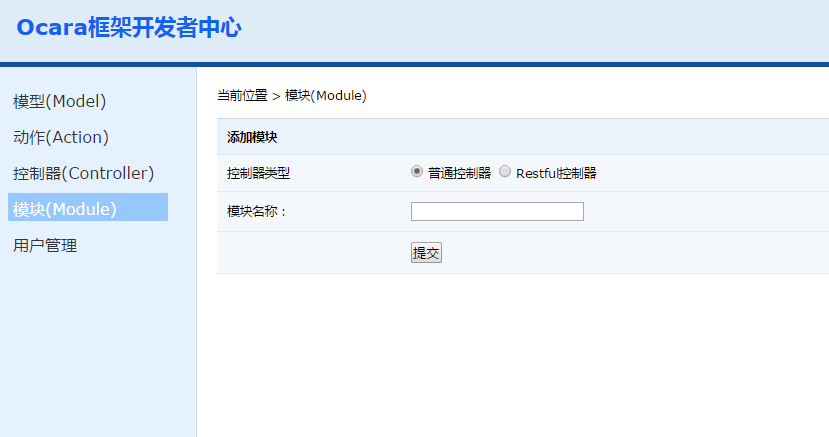 Ocara框架开发者中心
模型(Model)
动作(Action)
控制器(Controller)
模块(Module)
用户管理
当前位置 > 模块(Module)
添加模块
控制器类型 普通控制器 Restful控制器
模块名称：
提交